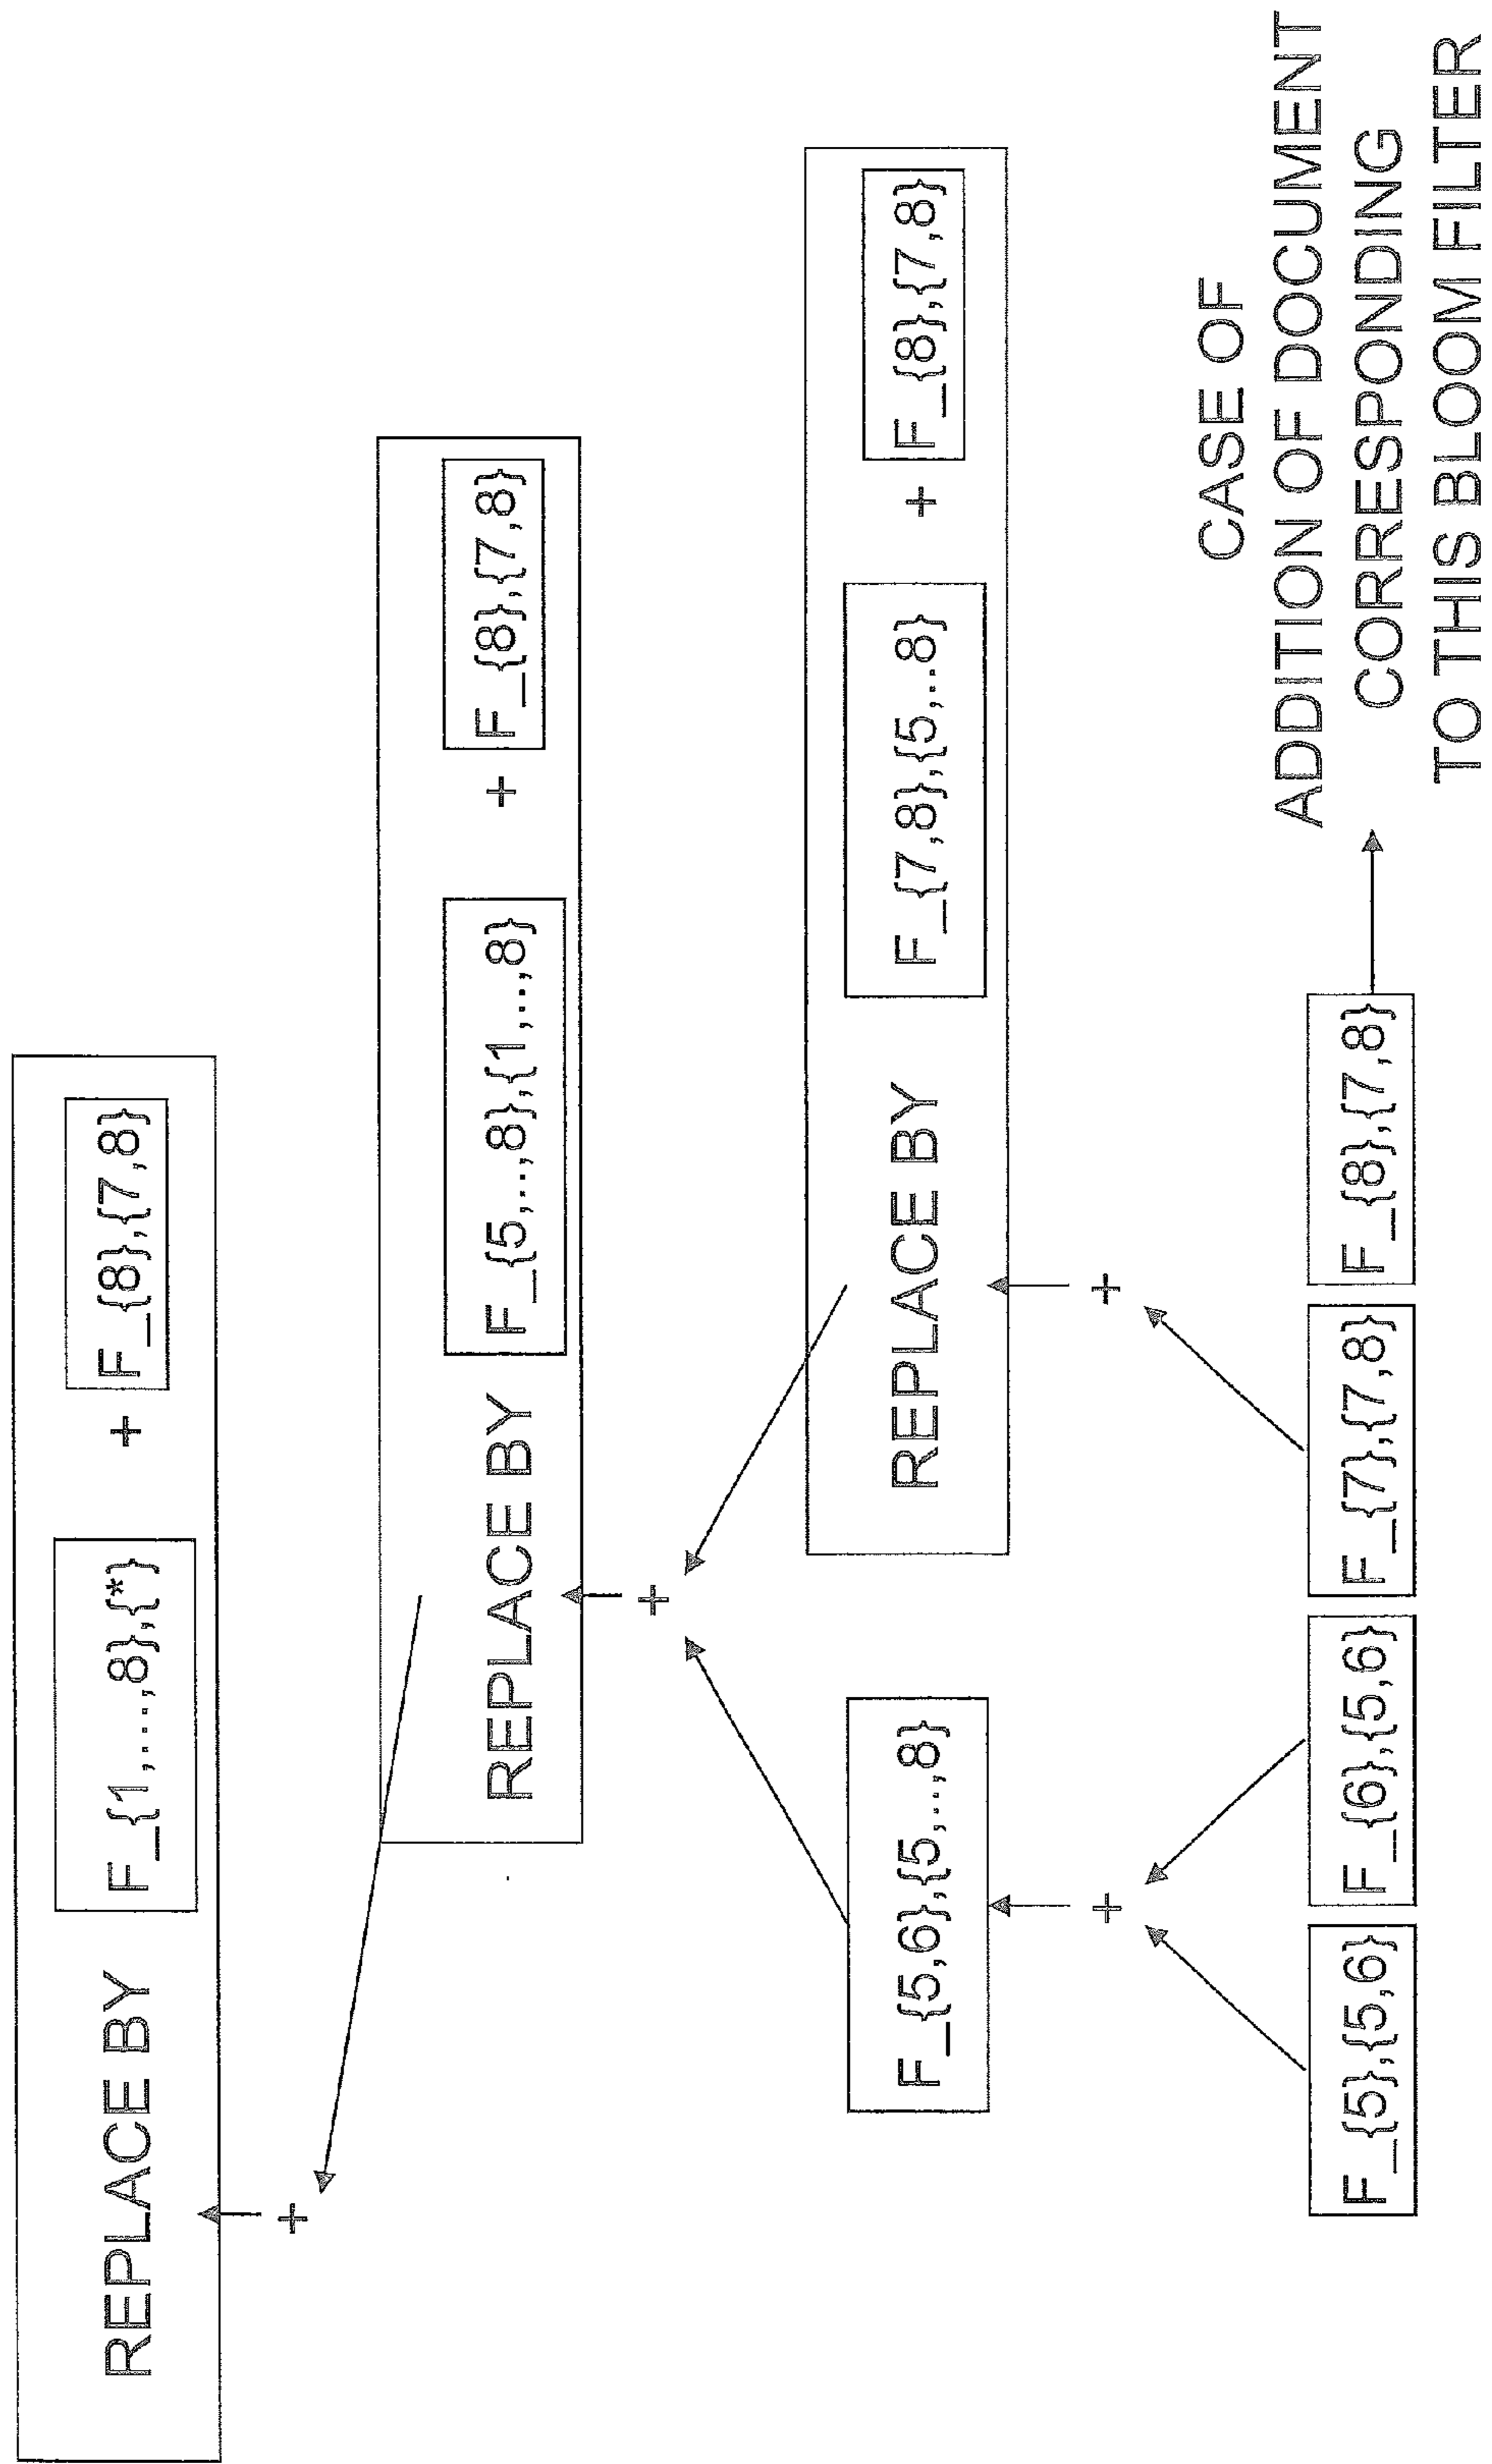 REPLACE BY F_{1,...,8},{*} + F_{8},{7,8}
+
REPLACE BY F_{5,..,8},{1,..,8} + F_{8},{7,8}
+
F_{5,6},{5,..,8}
REPLACE BY F_{7,8},{5,..8} + F_{8},{7,8}
+ +
F_{5},{5,6} F_{6},{5,6} F_{7},{7,8} F_{8},{7,8}
CASE OF
ADDITION OF DOCUMENT
CORRESPONDING
TO THIS BLOOM FILTER